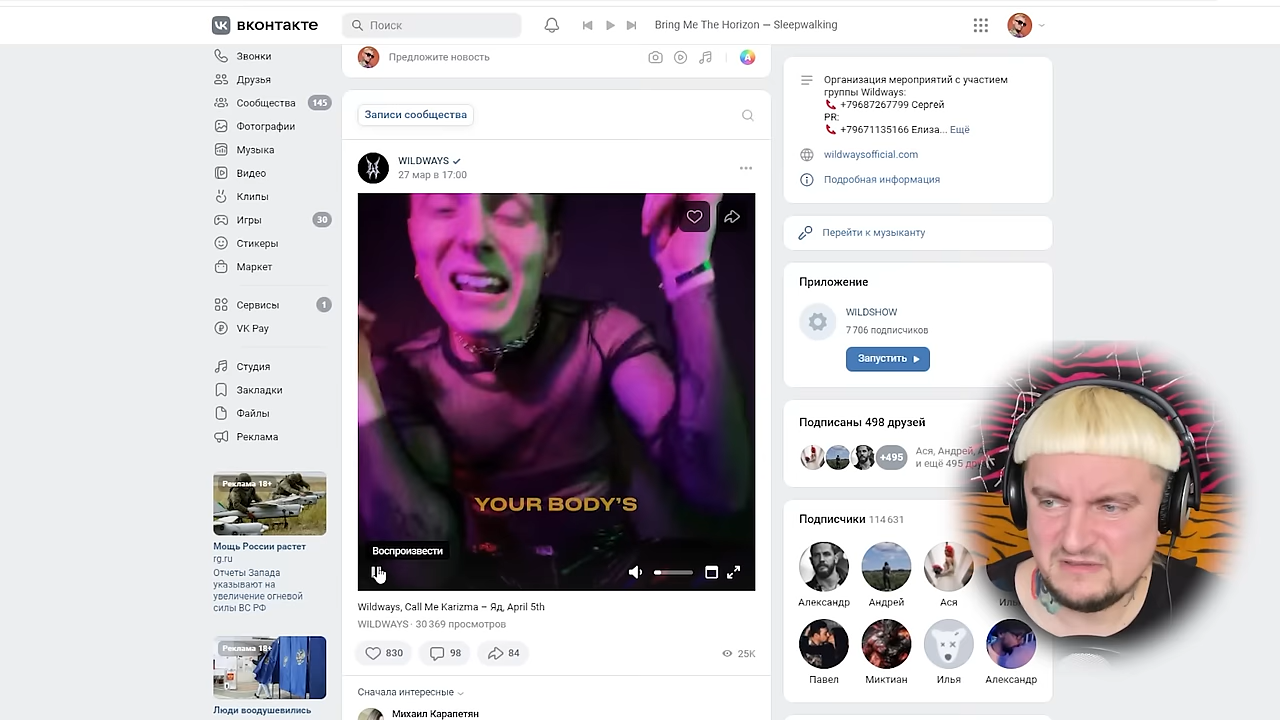 вконтакте
Поиск
Bring Me The Horizon — Sleepwalking
Звонки
Друзья
Сообщества 145
Фотографии
Музыка
Видео
Клипы
Игры 30
Стикеры
Маркет
Сервисы 1
VK Pay
Студия
Закладки
Файлы
Реклама
Реклама 18+
Мощь России растет
rg.ru
Отчеты Запада
указывают на
увеличение огневой
силы ВС РФ
Реклама 18+
Люди воодушевились
Предложите новость
Записи сообщества
WILDWAYS
27 мар в 17:00
YOUR BODY'S
Воспроизвести
Wildways, Call Me Karizma – Яд, April 5th
WILDWAYS · 30 369 просмотров
830 98 84 25K
Сначала интересные
Михаил Карапетян
Организация мероприятий с участием
группы Wildways:
+79687267799 Сергей
PR:
+79671135166 Елиза... Ещё
wildwaysofficial.com
Подробная информация
Перейти к музыканту
Приложение
WILDSHOW
7 706 подписчиков
Запустить
Подписаны 498 друзей
+495
Ася, Андрей, А
и ещё 495 др
Подписчики 114 631
Александр Андрей Ася
Павел Миктиан Илья Александр